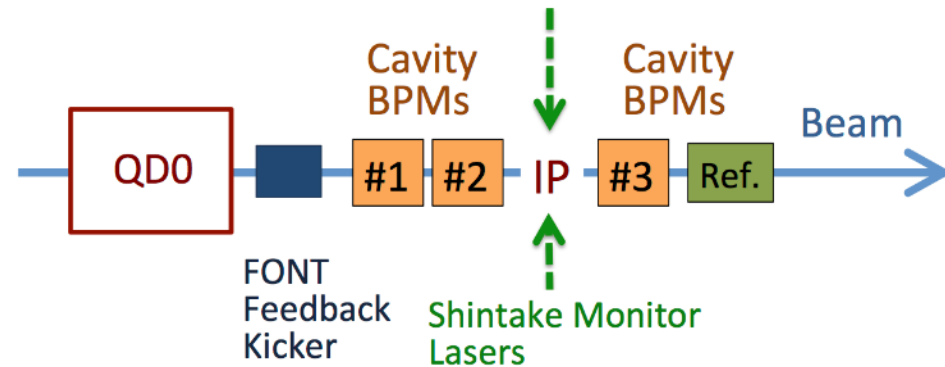 Cavity
BPMs
Cavity
BPMs
Beam
QD0
#1
#2
IP
#3
Ref.
FONT
Feedback
Kicker
Shintake Monitor
Lasers